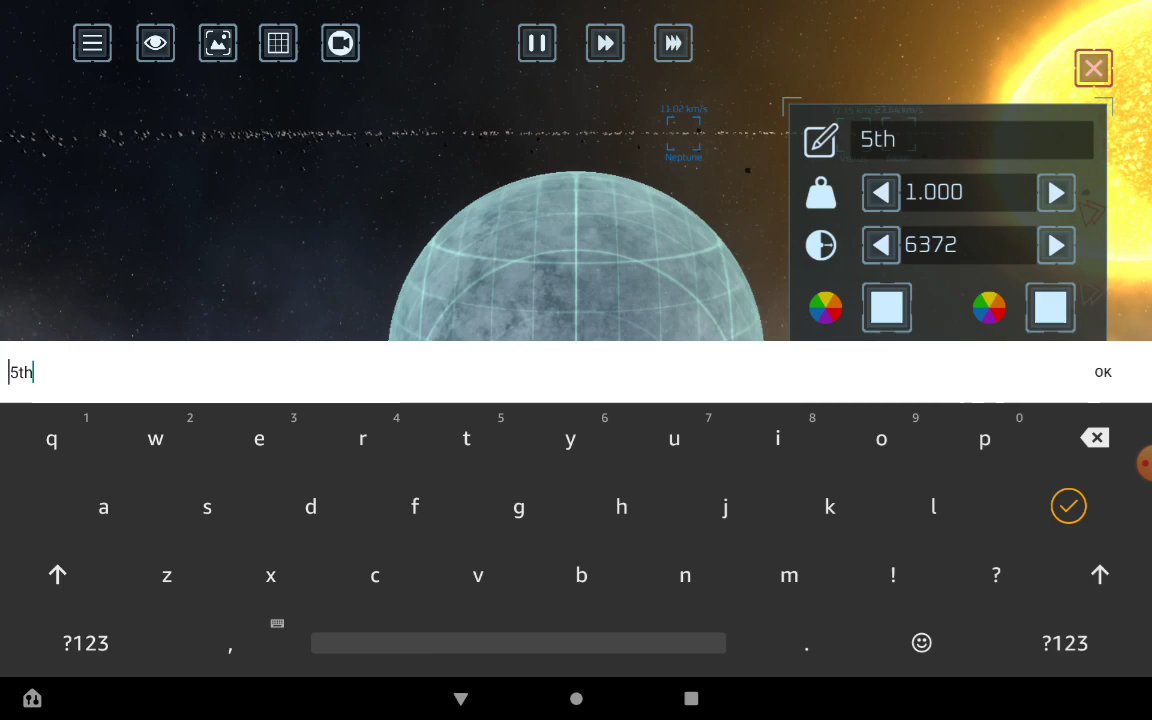 11.02 km/s
Neptune
5th
1.000
6372
5th
OK
1 2 3 4 5 6 7 8 9 0
q w e r t y u i o p
a s d f g h j k l
z x c v b n m ! ?
?123 , . ?123